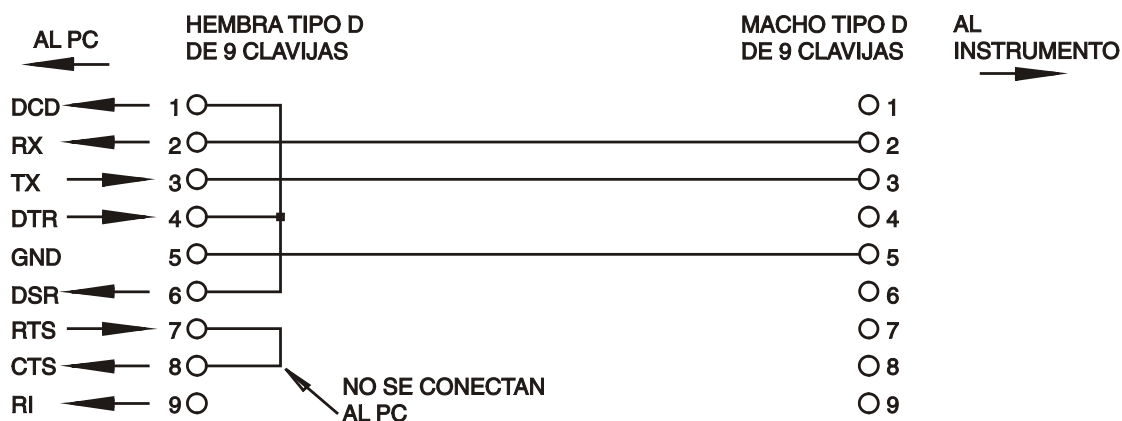 AL PC
HEMBRA TIPO D
DE 9 CLAVIJAS
MACHO TIPO D
DE 9 CLAVIJAS
AL
INSTRUMENTO
DCD 1 1
RX 2 2
TX 3 3
DTR 4 4
GND 5 5
DSR 6 6
RTS 7 7
CTS 8 8
RI 9 9
NO SE CONECTAN
AL PC